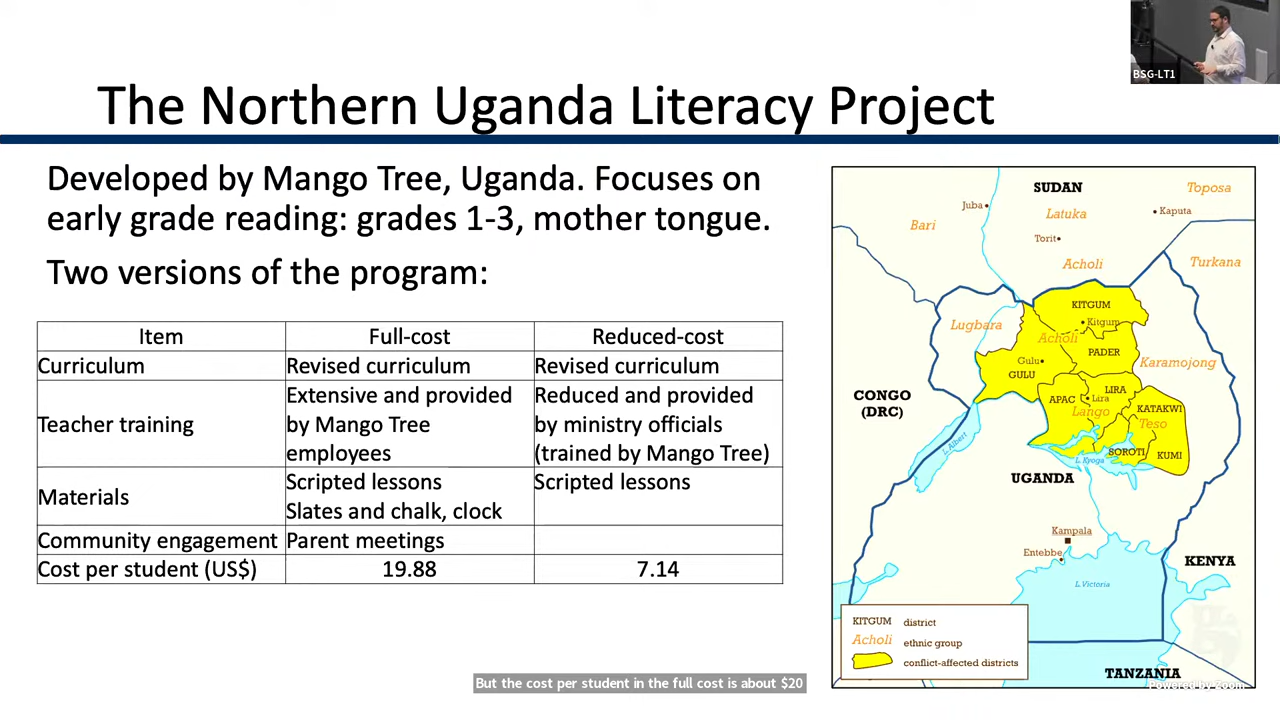 BSG-LT1
The Northern Uganda Literacy Project
Developed by Mango Tree, Uganda. Focuses on
early grade reading: grades 1-3, mother tongue.
Two versions of the program:
Item Full-cost Reduced-cost
Curriculum Revised curriculum Revised curriculum
Teacher training
Extensive and provided
by Mango Tree
employees
Reduced and provided
by ministry officials
(trained by Mango Tree)
Materials
Scripted lessons
Slates and chalk, clock
Scripted lessons
Community engagement Parent meetings
Cost per student (US$) 19.88 7.14
SUDAN
Toposa
Juba
Bari
Latuka
Kaputa
Torit
Acholi
Turkana
KITGUM
Lugbara
Kitgum
Acholi
PADER
Gulu
GULU
Karamojong
CONGO
(DRC)
APAC
LIRA
Lira
Lango
KATAKWI
Teso
L. Albert
SOROTI
KUMI
L. Kyoga
UGANDA
Kampala
Entebbe
KENYA
L. Victoria
KITGUM district
Acholi ethnic group
conflict-affected districts
TANZANIA
But the cost per student in the full cost is about $20
Powered by Zoom